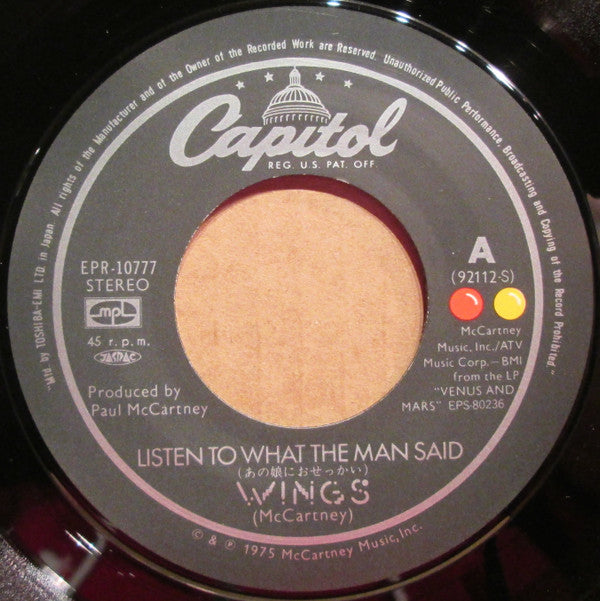 "Mfd. by TOSHIBA-EMI LTD. in Japan. All rights of the Manufacturer and of the Owner of the Recorded Work are Reserved. Unauthorized Public Performance, Broadcasting and Copying of the Record Prohibited"
Capitol
REG. U.S. PAT. OFF.
EPR-10777
STEREO
mpl
45 r.p.m.
JASRAC
Produced by
Paul McCartney
A
(92112-S)
McCartney
Music, Inc./ATV
Music Corp.–BMI
from the LP
"VENUS AND
MARS" EPS-80236
LISTEN TO WHAT THE MAN SAID
(あの娘におせっかい)
WINGS
(McCartney)
© & ℗ 1975 McCartney Music, Inc.